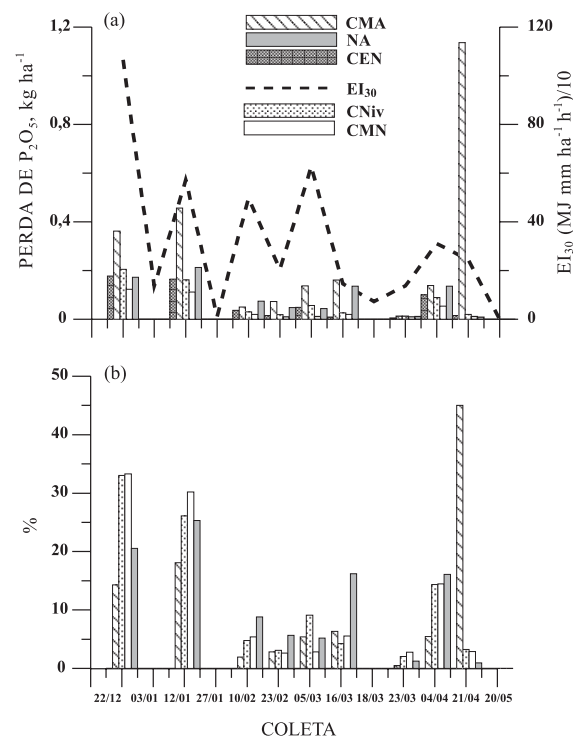 (a)
CMA
NA
CEN
EI30
CNiv
CMN
PERDA DE P2O5, kg ha-1
1,2
0,8
0,4
0
EI30 (MJ mm ha-1 h-1)/10
120
80
40
0
(b)
%
50
40
30
20
10
0
22/12 03/01 12/01 27/01 10/02 23/02 05/03 16/03 18/03 23/03 04/04 21/04 20/05
COLETA